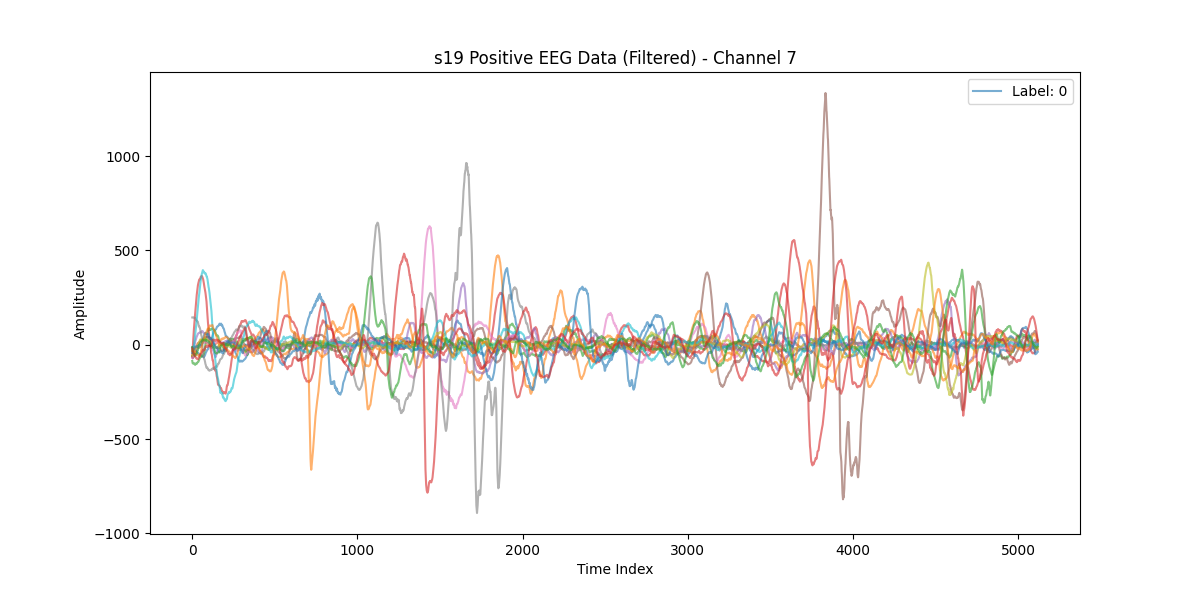 s19 Positive EEG Data (Filtered) - Channel 7
Label: 0
Amplitude
1000
500
0
−500
−1000
0 1000 2000 3000 4000 5000
Time Index